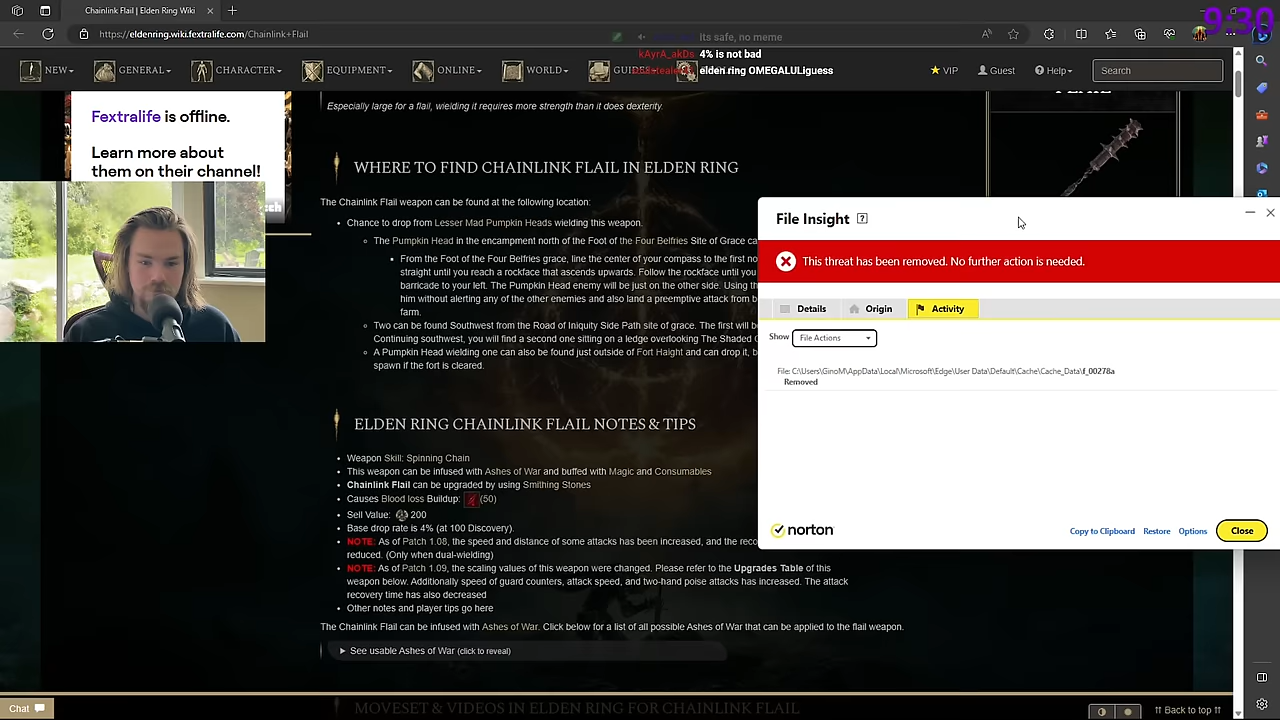 Chainlink Flail | Elden Ring Wiki
https://eldenring.wiki.fextralife.com/Chainlink+Flail
9:30
its safe, no meme
kAyrA_akDs 4% is not bad
elden ring OMEGALULiguess
NEW
GENERAL
CHARACTER
EQUIPMENT
ONLINE
WORLD
VIP
Guest
Help
Search
Fextralife is offline.
Learn more about
them on their channel!
Especially large for a flail, wielding it requires more strength than it does dexterity.
WHERE TO FIND CHAINLINK FLAIL IN ELDEN RING
The Chainlink Flail weapon can be found at the following location:
Chance to drop from Lesser Mad Pumpkin Heads wielding this weapon.
The Pumpkin Head in the encampment north of the Foot of the Four Belfries Site of Grace ca
From the Foot of the Four Belfries grace, line the center of your compass to the first no
straight until you reach a rockface that ascends upwards. Follow the rockface until you
barricade to your left. The Pumpkin Head enemy will be just on the other side. Using th
him without alerting any of the other enemies and also land a preemptive attack from b
farm.
Two can be found Southwest from the Road of Iniquity Side Path site of grace. The first will b
Continuing southwest, you will find a second one sitting on a ledge overlooking The Shaded C
A Pumpkin Head wielding one can also be found just outside of Fort Haight and can drop it, b
spawn if the fort is cleared.
ELDEN RING CHAINLINK FLAIL NOTES & TIPS
Weapon Skill: Spinning Chain
This weapon can be infused with Ashes of War and buffed with Magic and Consumables
Chainlink Flail can be upgraded by using Smithing Stones
Causes Blood loss Buildup: (50)
Sell Value: 200
Base drop rate is 4% (at 100 Discovery).
NOTE: As of Patch 1.08, the speed and distance of some attacks has been increased, and the reco
reduced. (Only when dual-wielding)
NOTE: As of Patch 1.09, the scaling values of this weapon were changed. Please refer to the Upgrades Table of this
weapon below. Additionally speed of guard counters, attack speed, and two-hand poise attacks has increased. The attack
recovery time has also decreased
Other notes and player tips go here
The Chainlink Flail can be infused with Ashes of War. Click below for a list of all possible Ashes of War that can be applied to the flail weapon.
See usable Ashes of War (click to reveal)
MOVESET & VIDEOS IN ELDEN RING FOR CHAINLINK FLAIL
Chat
Back to top
File Insight ?
This threat has been removed. No further action is needed.
Details
Origin
Activity
Show File Actions
File: C:\Users\GinoM\AppData\Local\Microsoft\Edge\User Data\Default\Cache\Cache_Data\f_00278a
Removed
norton
Copy to Clipboard
Restore
Options
Close